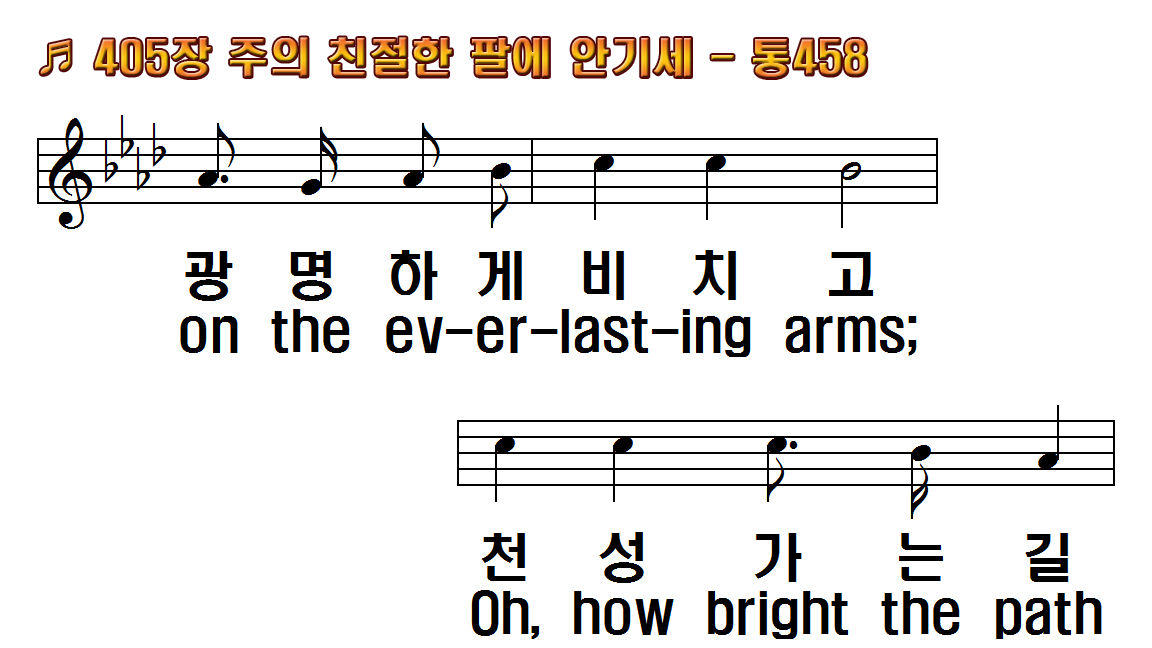 ♬ 405장 주의 친절한 팔에 안기세 - 통458
광 명 하 게 비 치 고
on the ev-er-last-ing arms;
천 성 가 는 길
Oh, how bright the path